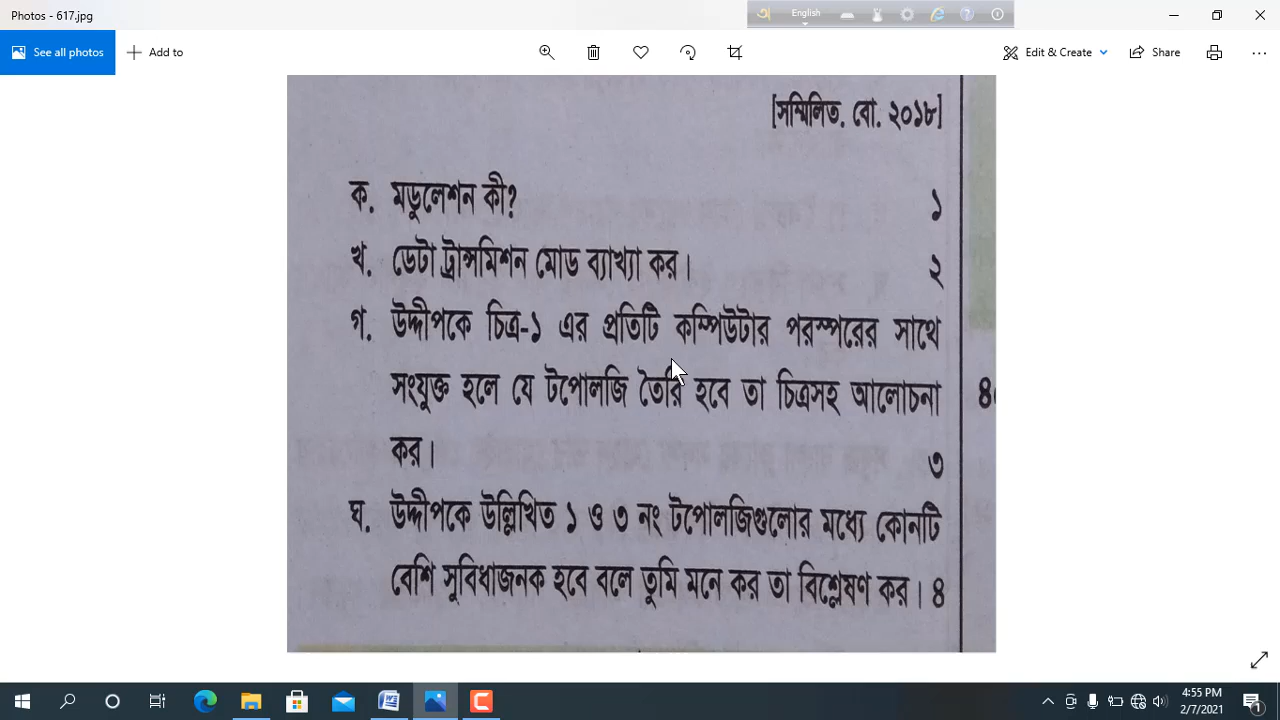 Photos - 617.jpg
English
See all photos
Add to
Edit & Create
Share
[সম্মিলিত. বো. ২০১৮]
ক. মডুলেশন কী? ১
খ. ডেটা ট্রান্সমিশন মোড ব্যাখ্যা কর। ২
গ. উদ্দীপকে চিত্র-১ এর প্রতিটি কম্পিউটার পরস্পরের সাথে
সংযুক্ত হলে যে টপোলজি তৈরি হবে তা চিত্রসহ আলোচনা
কর। ৩
ঘ. উদ্দীপকে উল্লিখিত ১ ও ৩ নং টপোলজিগুলোর মধ্যে কোনটি
বেশি সুবিধাজনক হবে বলে তুমি মনে কর তা বিশ্লেষণ কর। ৪
4:55 PM
2/7/2021